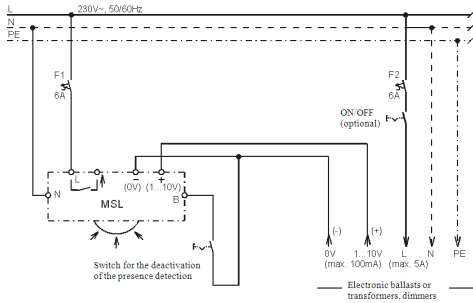 L 230V~, 50/60Hz
N
PE
F1
6A
F2
6A
ON/OFF
(optional)
L
- +
(0V) (1...10V)
N
MSL
B
(-) (+)
0V 1...10V L N PE
(max. 100mA) (max. 5A)
Switch for the deactivation
of the presence detection
Electronic ballasts or
transformers, dimmers